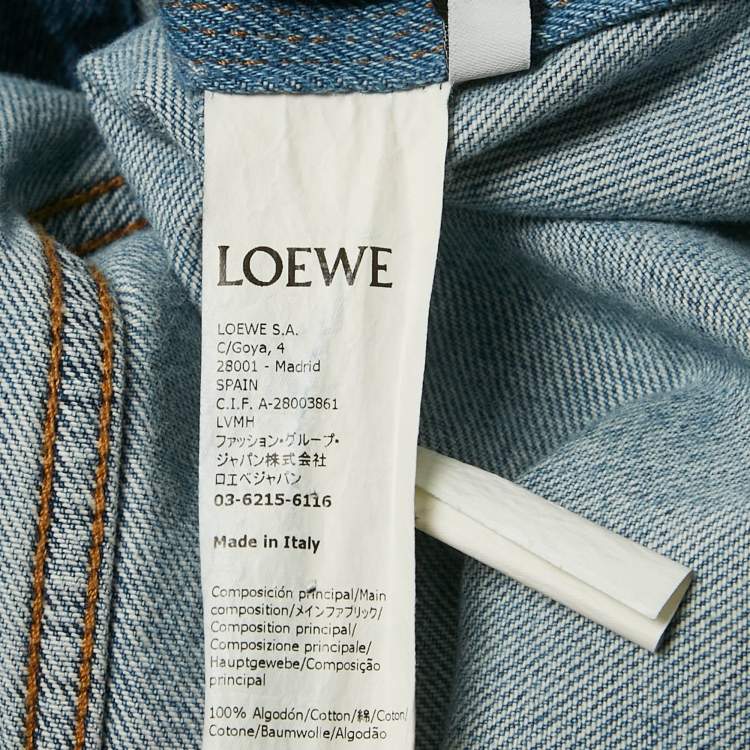 LOEWE
LOEWE S.A.
C/Goya, 4
28001 - Madrid
SPAIN
C.I.F. A-28003861
LVMH
ファッション・グループ・
ジャパン株式会社
ロエベジャパン
03-6215-6116
Made in Italy
Composición principal/Main
composition/メインファブリック/
Composition principal/
Composizione principale/
Hauptgewebe/Composição
principal
100% Algodón/Cotton/綿/Coton/
Cotone/Baumwolle/Algodão